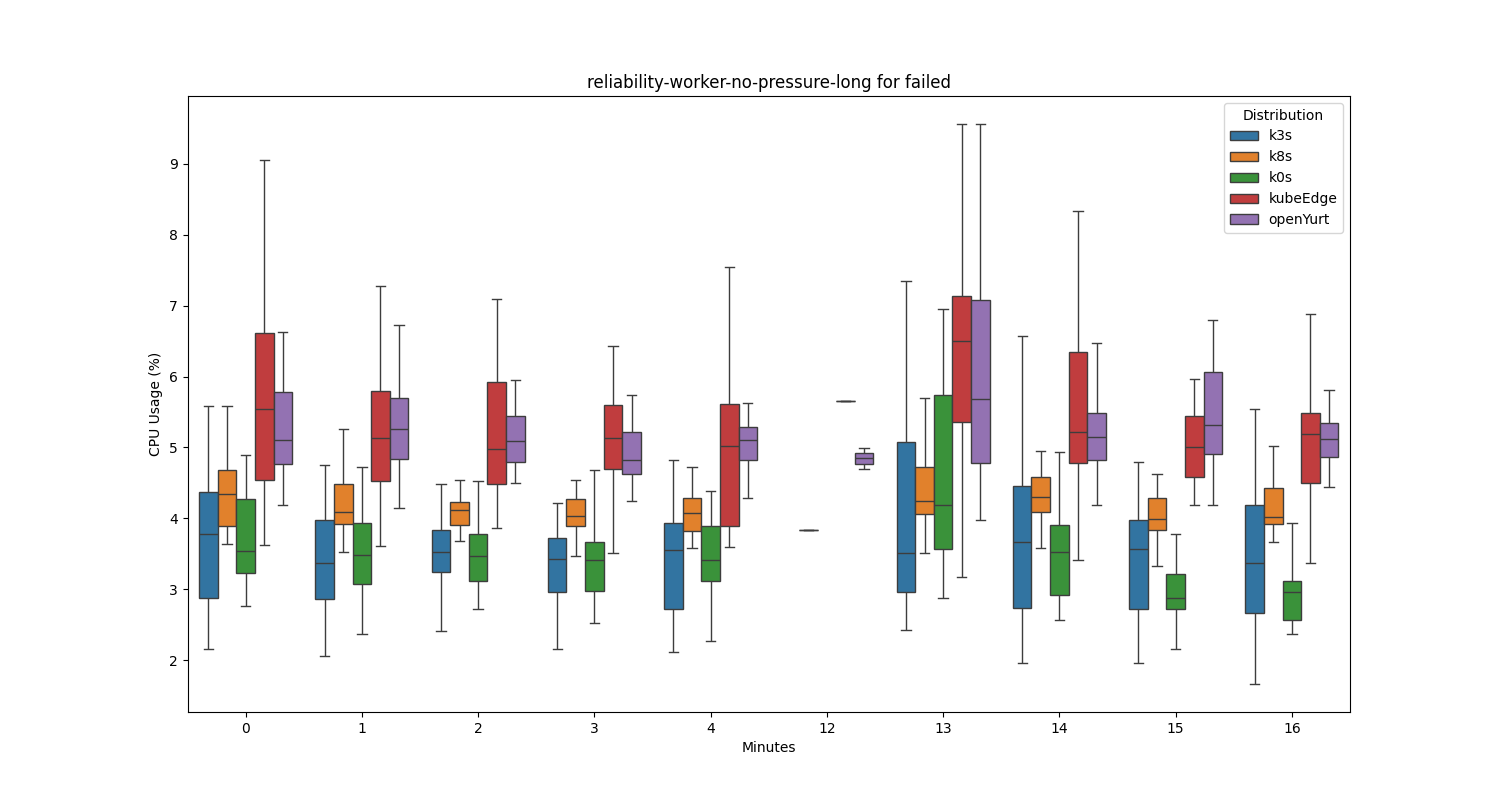 reliability-worker-no-pressure-long for failed
Distribution
k3s
k8s
k0s
kubeEdge
openYurt
CPU Usage (%)
9
8
7
6
5
4
3
2
0 1 2 3 4 12 13 14 15 16
Minutes